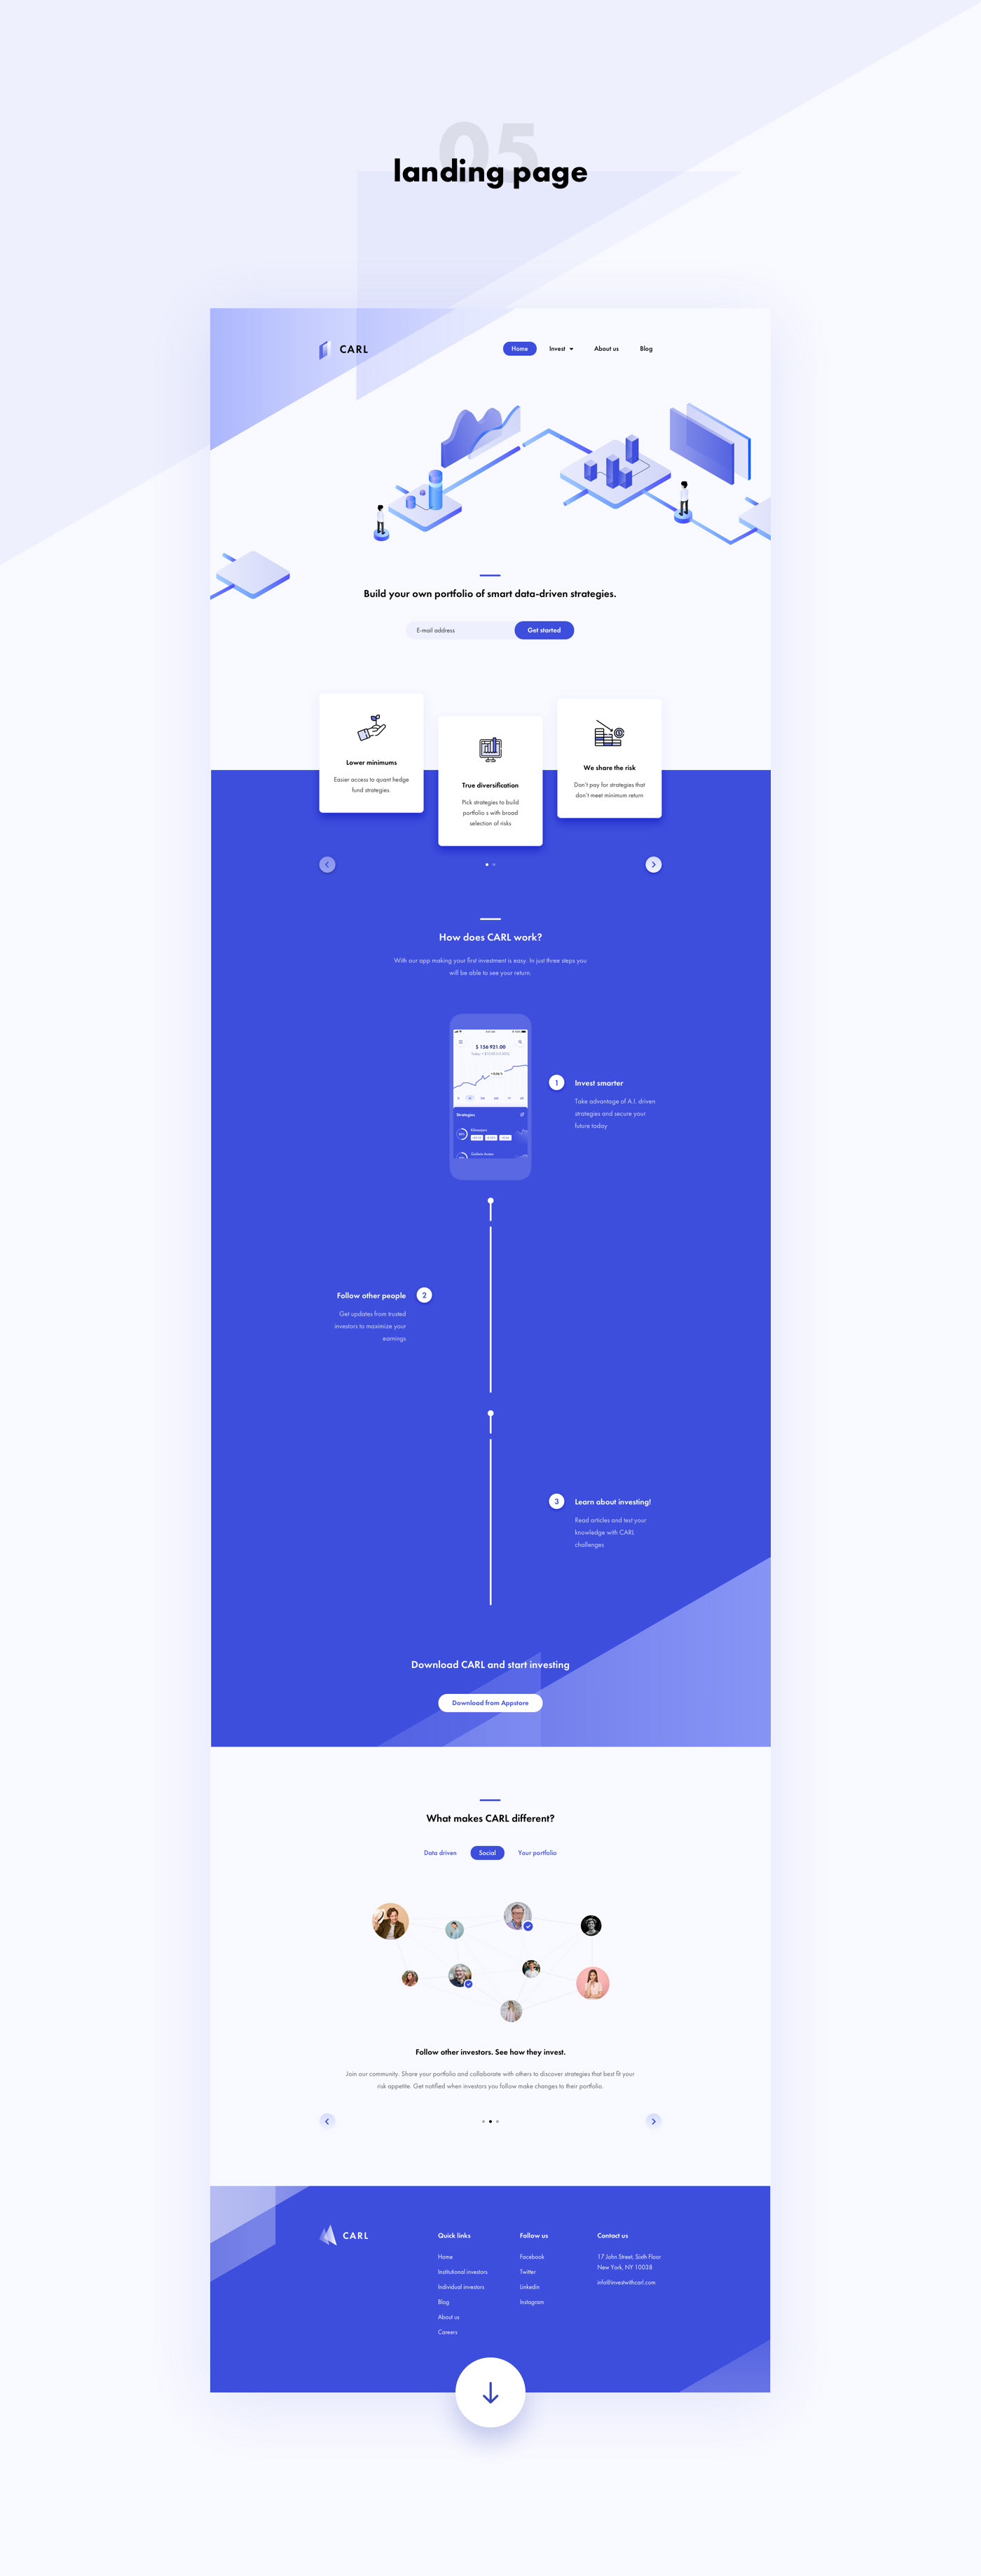 05
landing page
CARL
Home
Invest
About us
Blog
Build your own portfolio of smart data-driven strategies.
E-mail address
Get started
Lower minimums
Easier access to quant hedge
fund strategies.
True diversification
Pick strategies to build
portfolio s with broad
selection of risks
We share the risk
Don't pay for strategies that
don't meet minimum return
How does CARL work?
With our app making your first investment is easy. In just three steps you
will be able to see your return.
$ 156 921.00
Strategies
Kilimanjaro
1
Invest smarter
Take advantage of A.I. driven
strategies and secure your
future today
Follow other people
2
Get updates from trusted
investors to maximize your
earnings
3
Learn about investing!
Read articles and test your
knowledge with CARL
challenges
Download CARL and start investing
Download from Appstore
What makes CARL different?
Data driven
Social
Your portfolio
Follow other investors. See how they invest.
Join our community. Share your portfolio and collaborate with others to discover strategies that best fit your
risk appetite. Get notified when investors you follow make changes to their portfolio.
CARL
Quick links
Home
Institutional investors
Individual investors
Blog
About us
Careers
Follow us
Facebook
Twitter
Linkedin
Instagram
Contact us
17 John Street, Sixth Floor
New York, NY 10038
info@investwithcarl.com